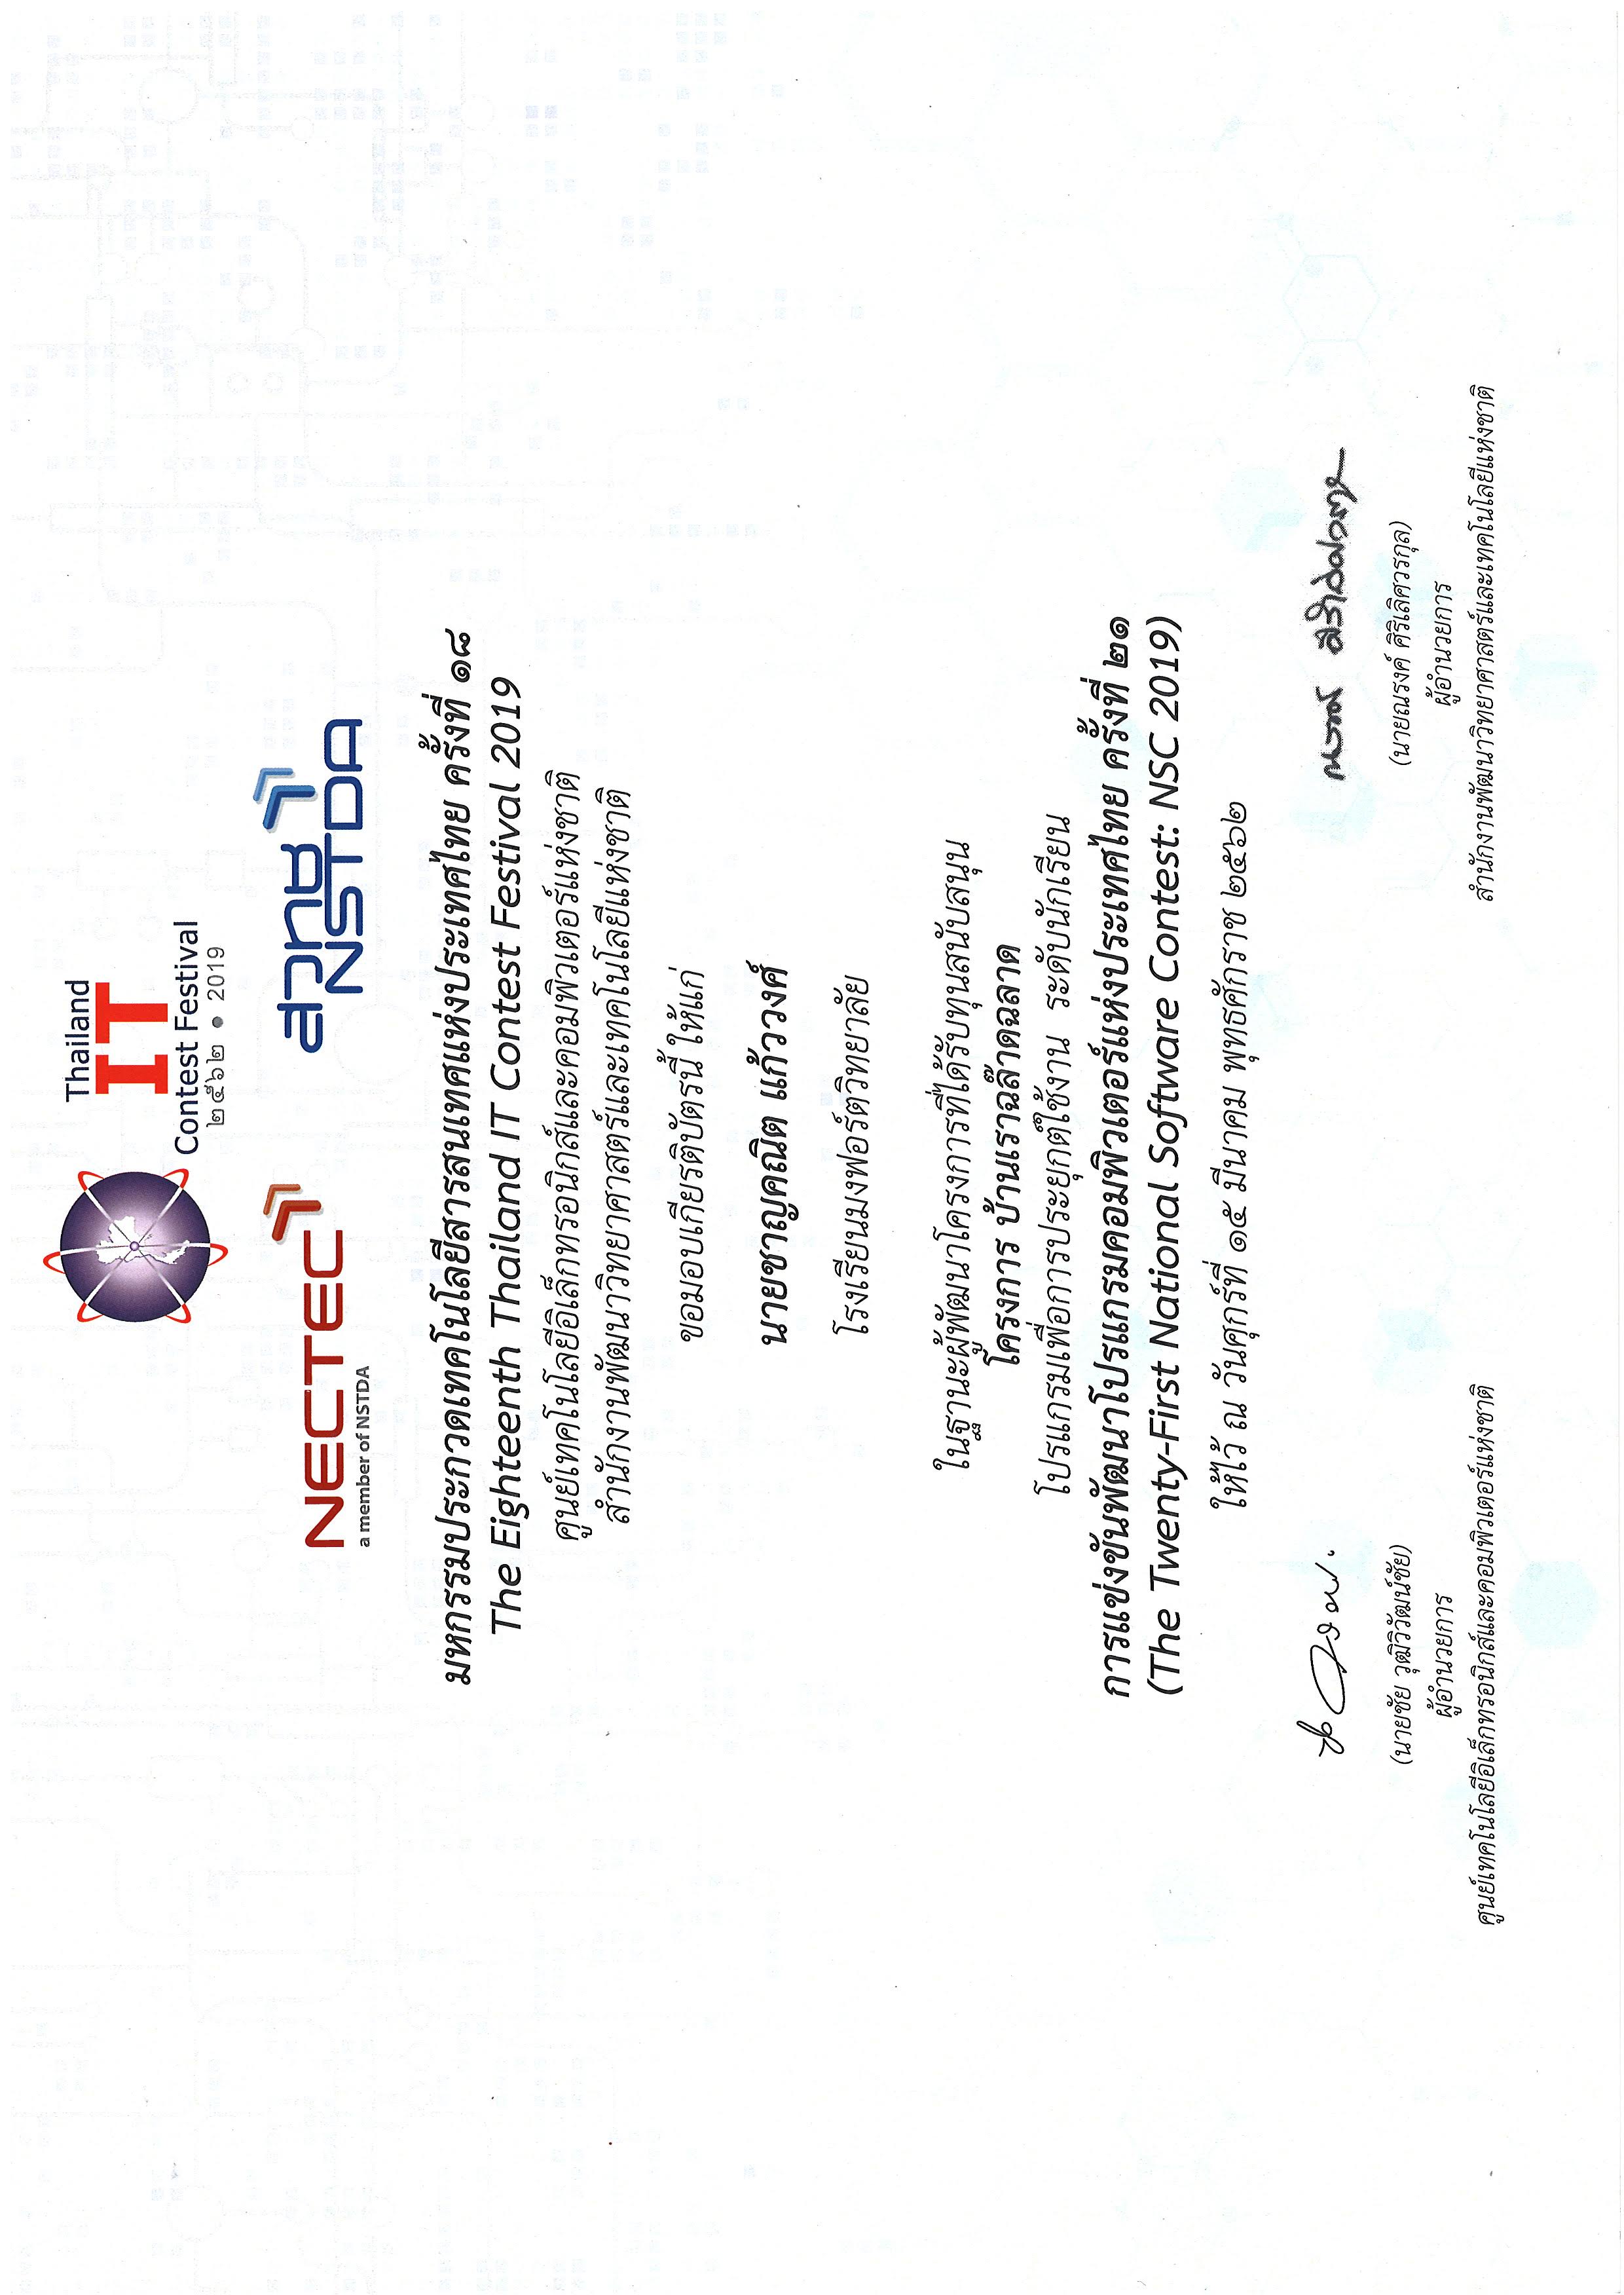 Thailand
IT
Contest Festival
๒๕๖๒ • 2019
NECTEC
a member of NSTDA
สวทช
NSTDA
มหกรรมประกวดเทคโนโลยีสารสนเทศแห่งประเทศไทย ครั้งที่ ๑๘
The Eighteenth Thailand IT Contest Festival 2019
ศูนย์เทคโนโลยีอิเล็กทรอนิกส์และคอมพิวเตอร์แห่งชาติ
สำนักงานพัฒนาวิทยาศาสตร์และเทคโนโลยีแห่งชาติ
ขอมอบเกียรติบัตรนี้ ให้แก่
นายชาญคณิต แก้ววงค์
โรงเรียนมงฟอร์ตวิทยาลัย
ในฐานะผู้พัฒนาโครงการที่ได้รับทุนสนับสนุน
โครงการ บ้านเราฉล๊าดฉลาด
โปรแกรมเพื่อการประยุกต์ใช้งาน ระดับนักเรียน
การแข่งขันพัฒนาโปรแกรมคอมพิวเตอร์แห่งประเทศไทย ครั้งที่ ๒๑
(The Twenty-First National Software Contest: NSC 2019)
ให้ไว้ ณ วันศุกร์ที่ ๑๕ มีนาคม พุทธศักราช ๒๕๖๒
(นายชัย วุฒิวิวัฒน์ชัย)
ผู้อำนวยการ
ศูนย์เทคโนโลยีอิเล็กทรอนิกส์และคอมพิวเตอร์แห่งชาติ
ณรงค์ ศิริเลิศวรกุล
(นายณรงค์ ศิริเลิศวรกุล)
ผู้อำนวยการ
สำนักงานพัฒนาวิทยาศาสตร์และเทคโนโลยีแห่งชาติ